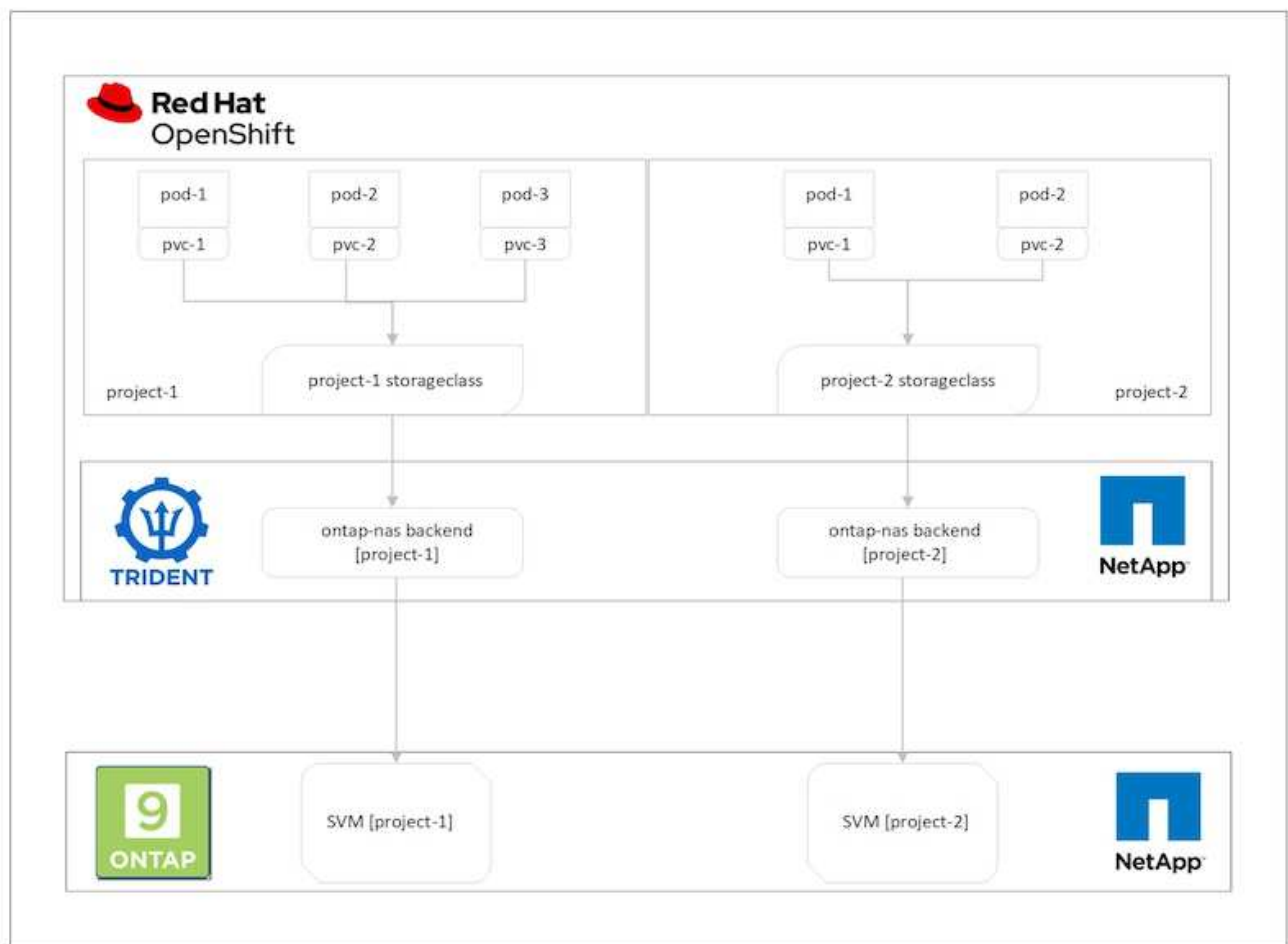 Red Hat
OpenShift
pod-1
pod-2
pod-3
pvc-1
pvc-2
pvc-3
project-1 storageclass
project-1
pod-1
pod-2
pvc-1
pvc-2
project-2 storageclass
project-2
TRIDENT
ontap-nas backend
[project-1]
ontap-nas backend
[project-2]
NetApp
9
ONTAP
SVM [project-1]
SVM [project-2]
NetApp